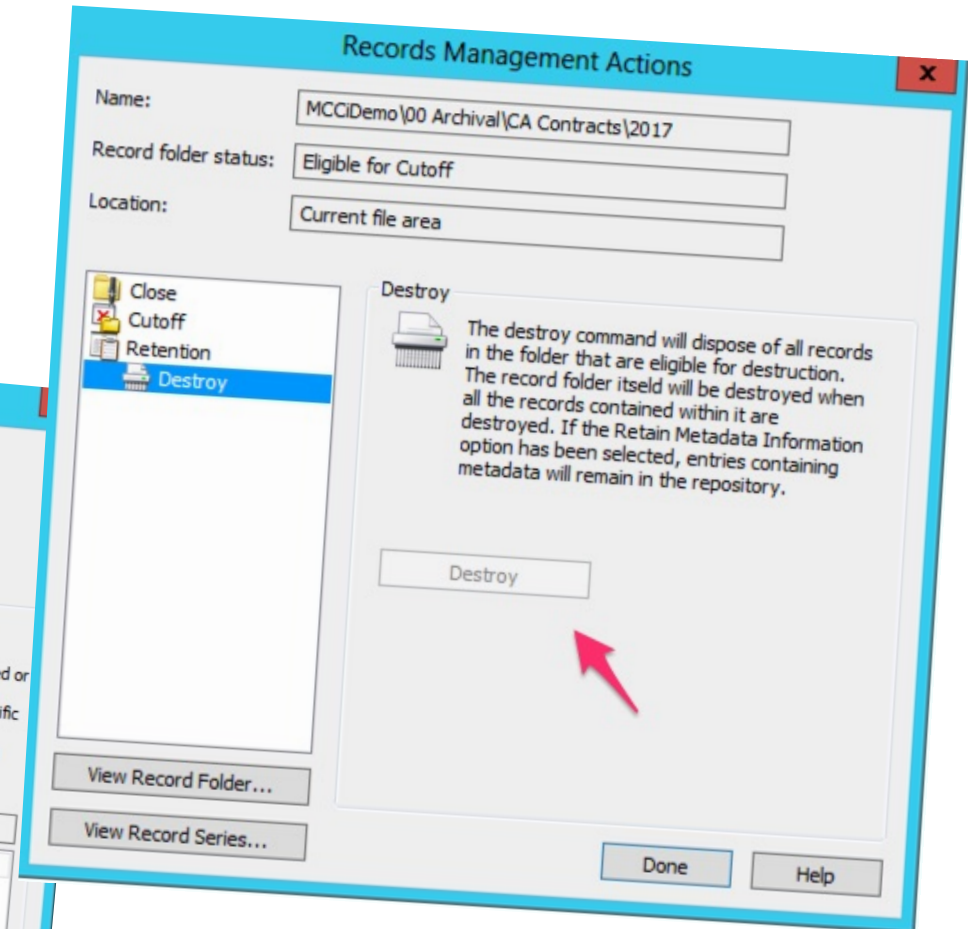 Records Management Actions
x
Name:
MCCiDemo\00 Archival\CA Contracts\2017
Record folder status:
Eligible for Cutoff
Location:
Current file area
Close
Cutoff
Retention
Destroy
Destroy
The destroy command will dispose of all records
in the folder that are eligible for destruction.
The record folder itseld will be destroyed when
all the records contained within it are
destroyed. If the Retain Metadata Information
option has been selected, entries containing
metadata will remain in the repository.
Destroy
View Record Folder...
View Record Series...
Done
Help
or